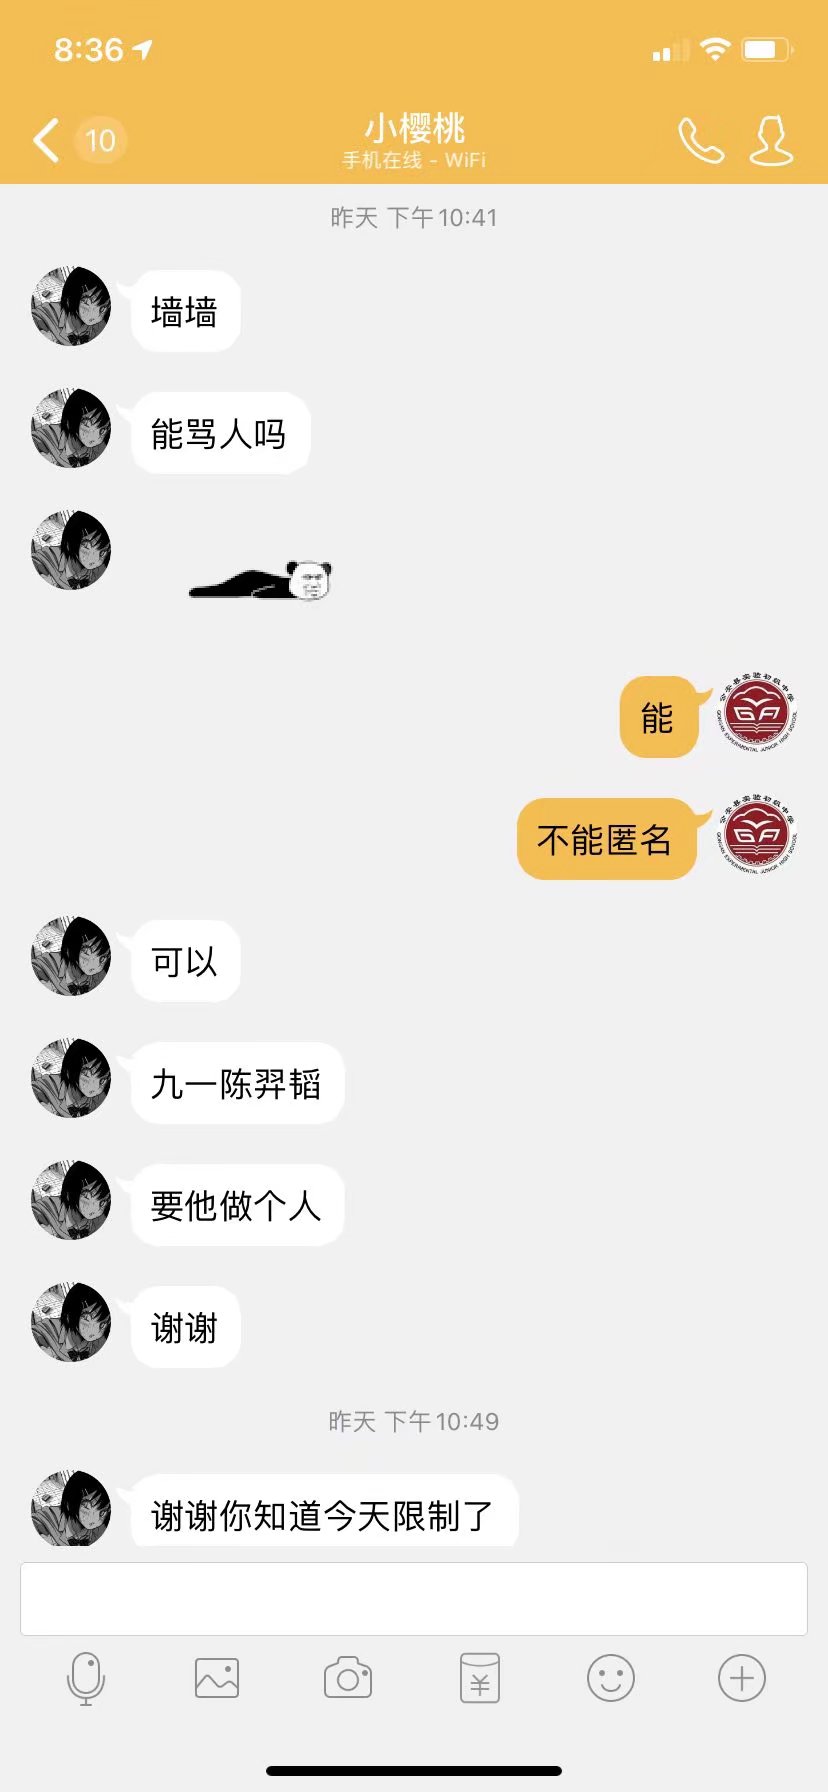 8:36
10
小樱桃
手机在线 - WiFi
昨天 下午10:41
墙墙
能骂人吗
能
不能匿名
可以
九一陈羿韬
要他做个人
谢谢
昨天 下午10:49
谢谢你知道今天限制了